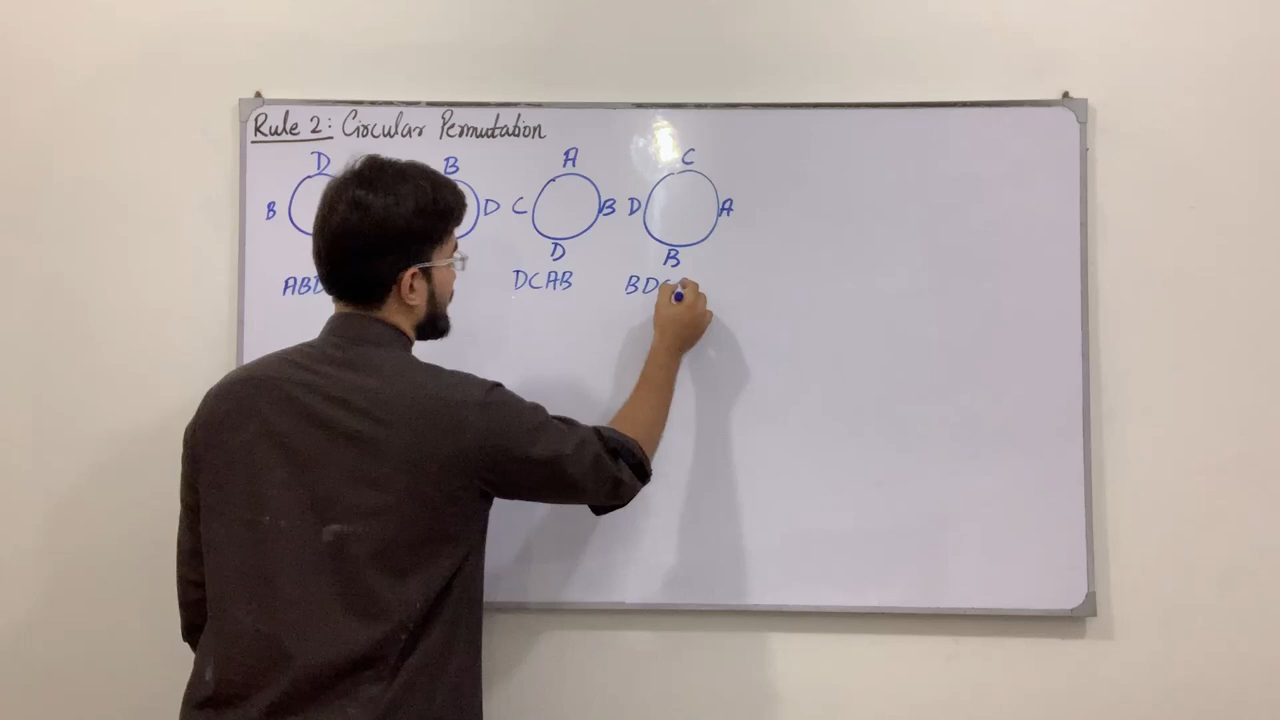 Rule 2: Circular Permutation
D B A C
B D C B D A
D B
ABD DCAB BDC